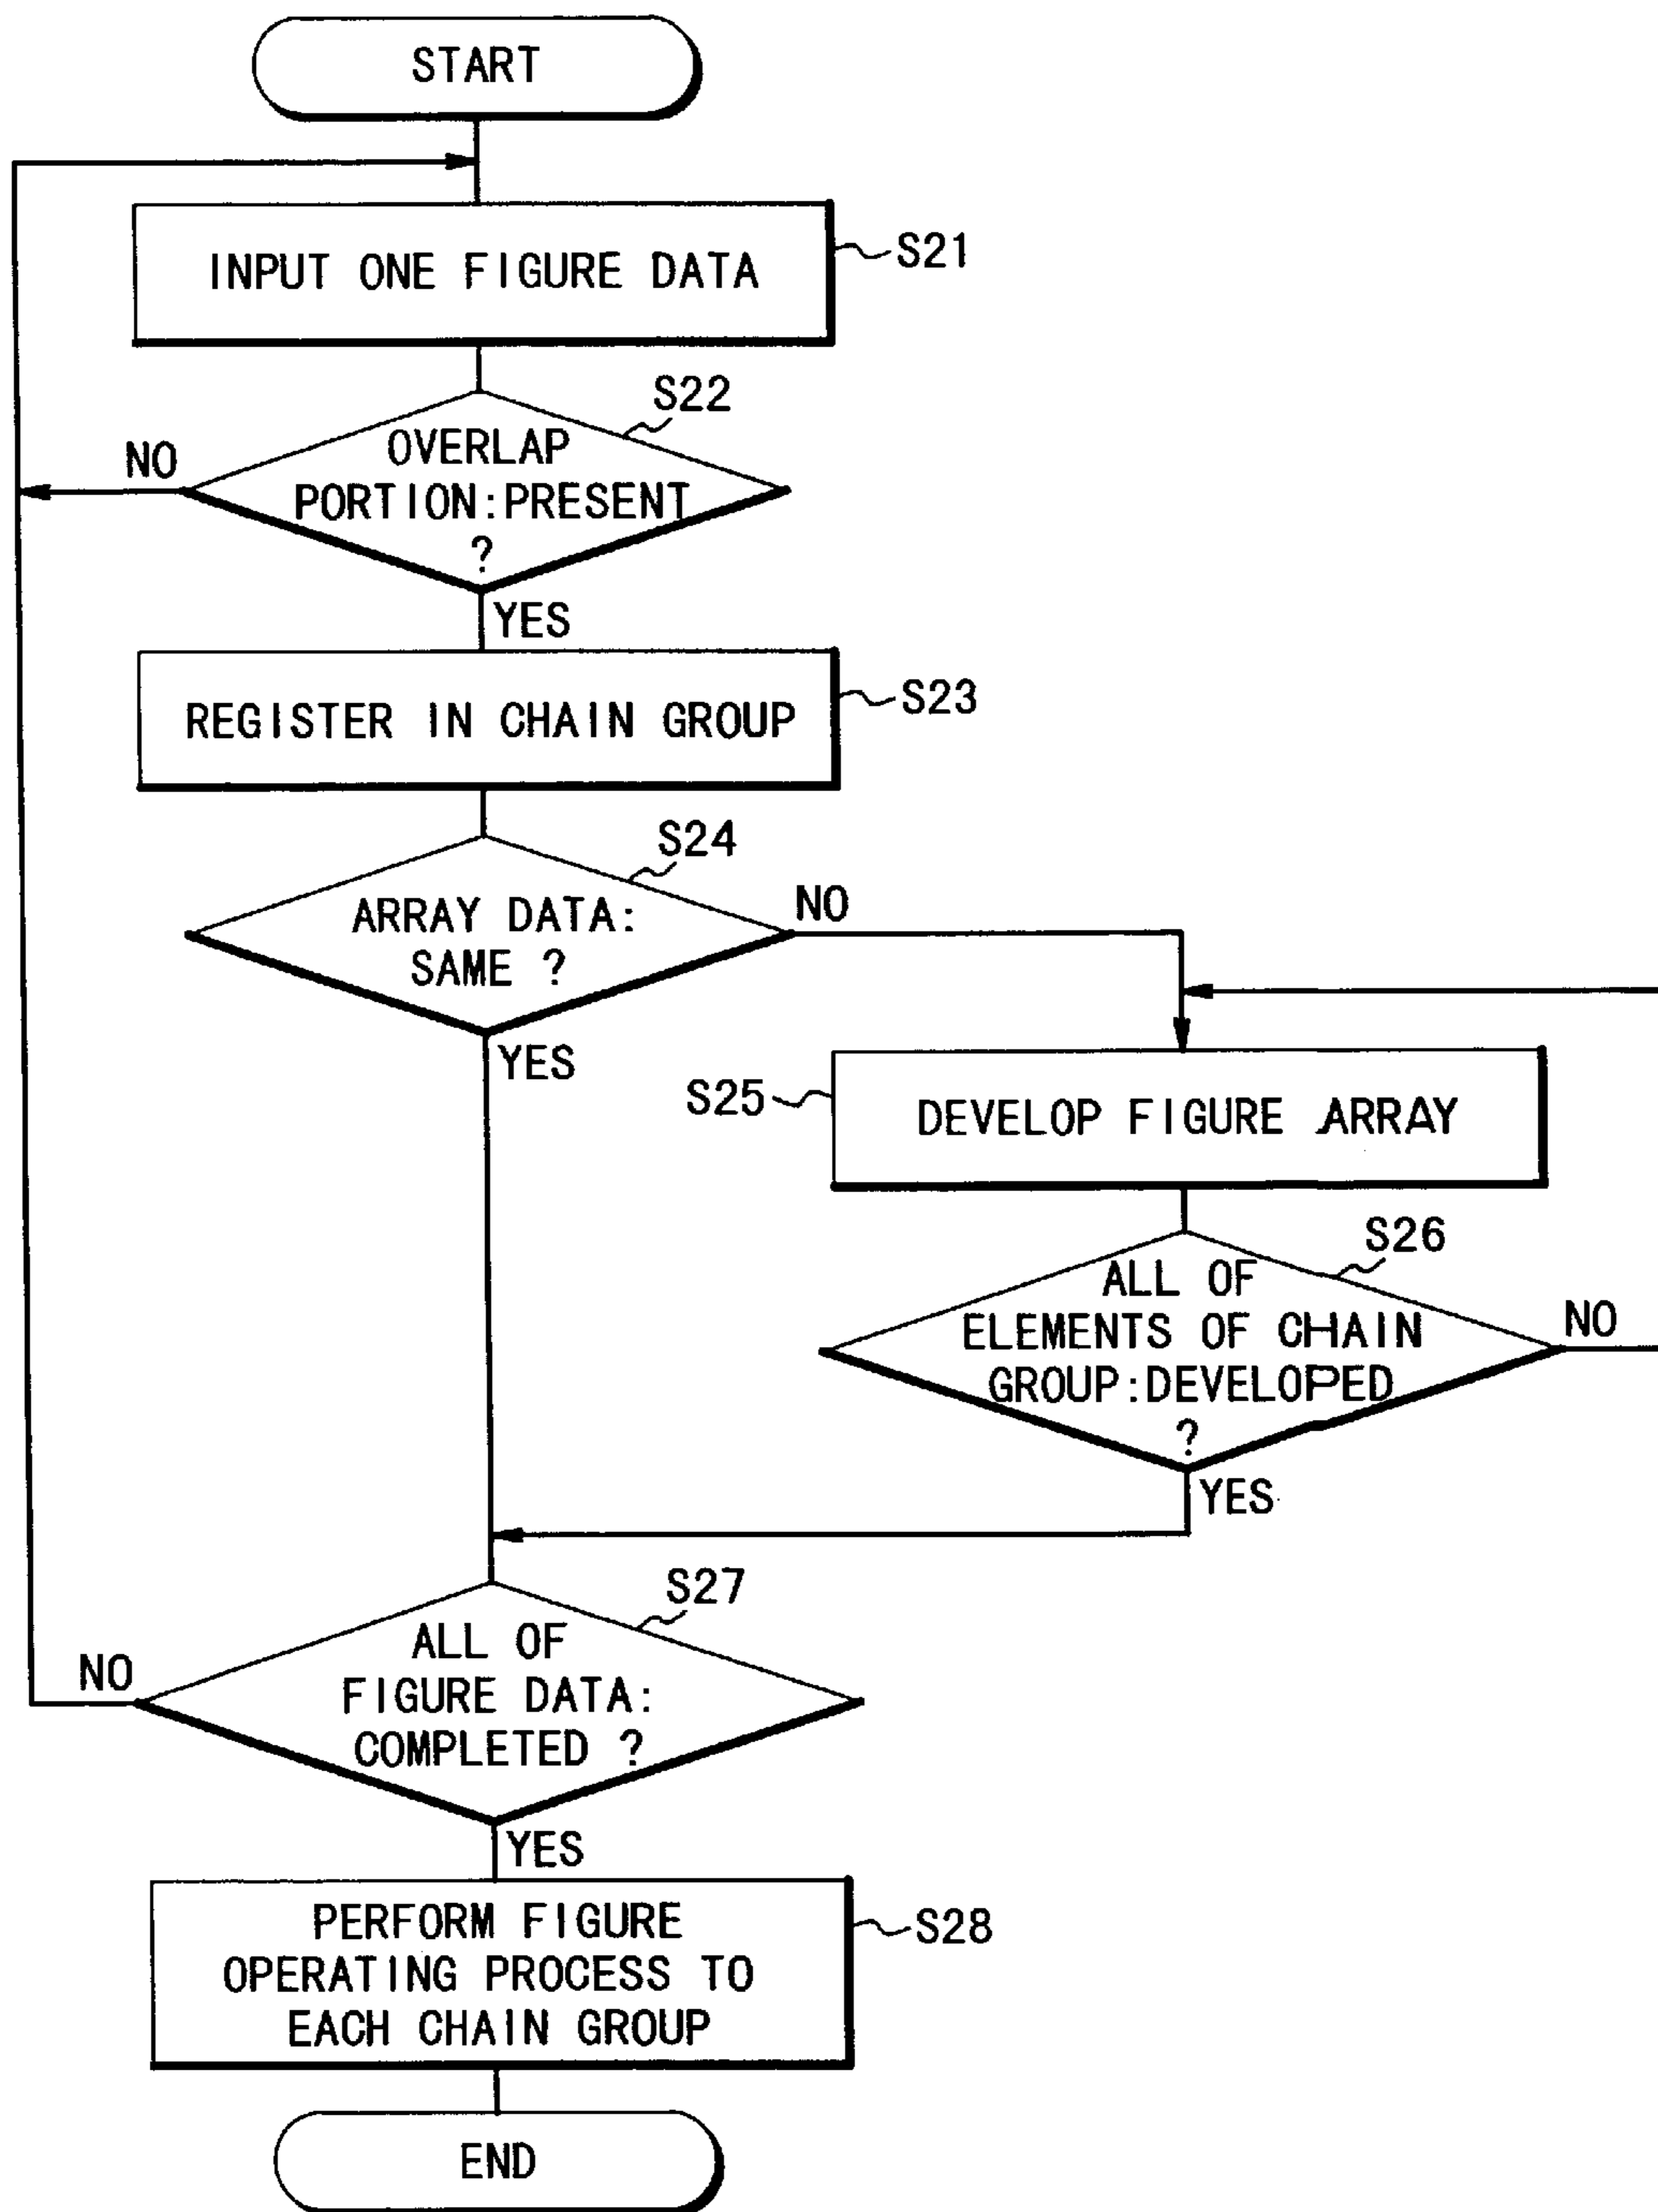 START
INPUT ONE FIGURE DATA
S21
S22
OVERLAP
PORTION:PRESENT
?
NO
YES
REGISTER IN CHAIN GROUP
S23
S24
ARRAY DATA:
SAME ?
NO
YES
S25
DEVELOP FIGURE ARRAY
S26
ALL OF
ELEMENTS OF CHAIN
GROUP:DEVELOPED
?
NO
YES
S27
ALL OF
FIGURE DATA:
COMPLETED ?
NO
YES
PERFORM FIGURE
OPERATING PROCESS TO
EACH CHAIN GROUP
S28
END